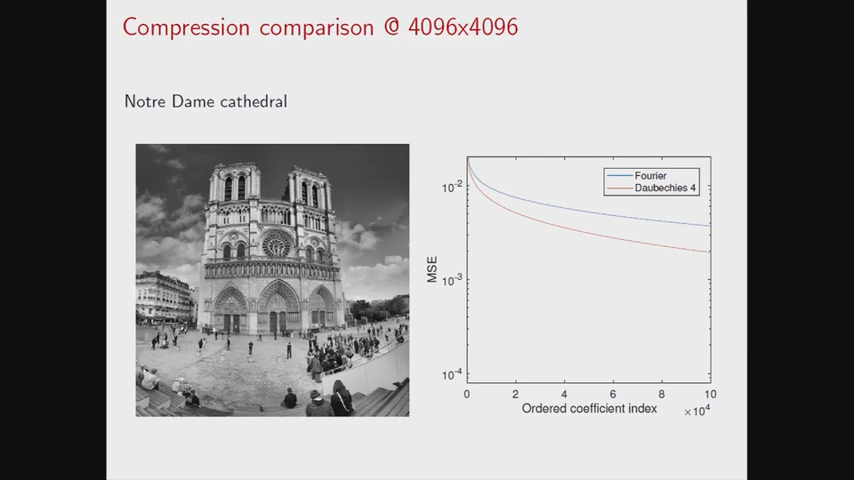 Compression comparison @ 4096x4096
Notre Dame cathedral
Fourier
Daubechies 4
10^-2
10^-3
10^-4
MSE
0 2 4 6 8 10
Ordered coefficient index
×10^4